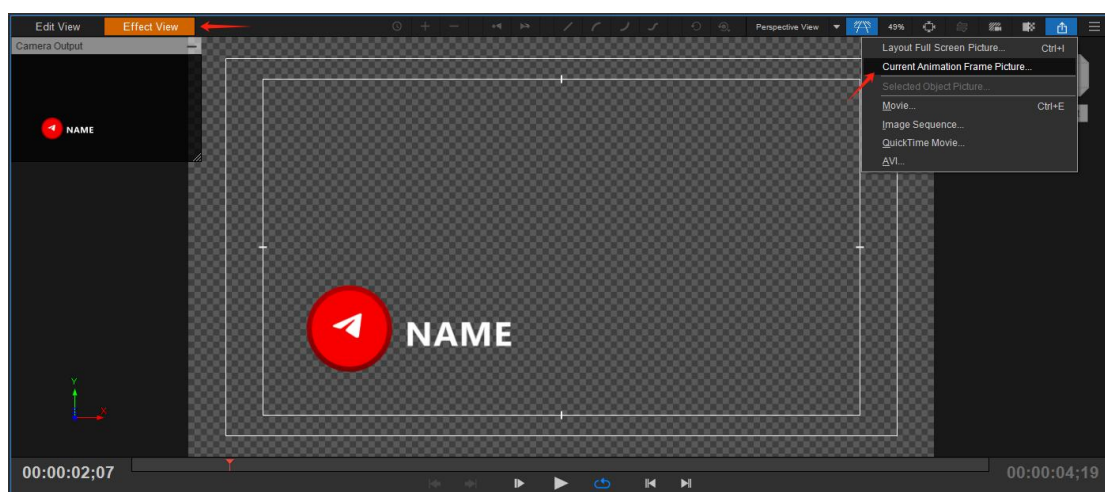 Edit View Effect View Perspective View 49%
Camera Output
Layout Full Screen Picture... Ctrl+I
Current Animation Frame Picture...
Selected Object Picture...
Movie... Ctrl+E
Image Sequence...
QuickTime Movie...
AVI...
NAME
NAME
Y
X
00:00:02;07 00:00:04;19